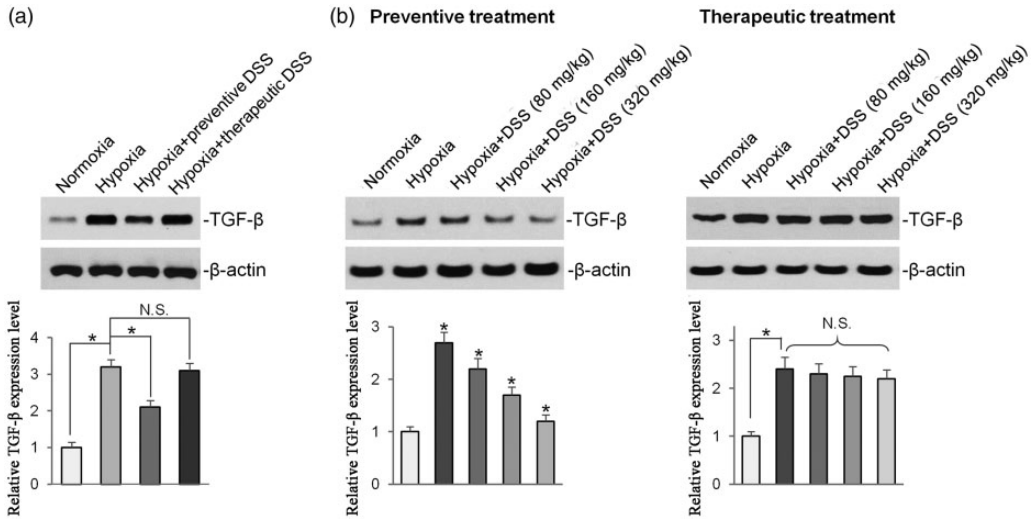 (a)
Normoxia
Hypoxia
Hypoxia+preventive DSS
Hypoxia+therapeutic DSS
-TGF-β
-β-actin
Relative TGF-β expression level
4
3
2
1
0
*
*
N.S.
(b)
Preventive treatment
Normoxia
Hypoxia
Hypoxia+DSS (80 mg/kg)
Hypoxia+DSS (160 mg/kg)
Hypoxia+DSS (320 mg/kg)
-TGF-β
-β-actin
Relative TGF-β expression level
3
2
1
0
*
*
*
*
Therapeutic treatment
Normoxia
Hypoxia
Hypoxia+DSS (80 mg/kg)
Hypoxia+DSS (160 mg/kg)
Hypoxia+DSS (320 mg/kg)
-TGF-β
-β-actin
Relative TGF-β expression level
3
2
1
0
*
N.S.